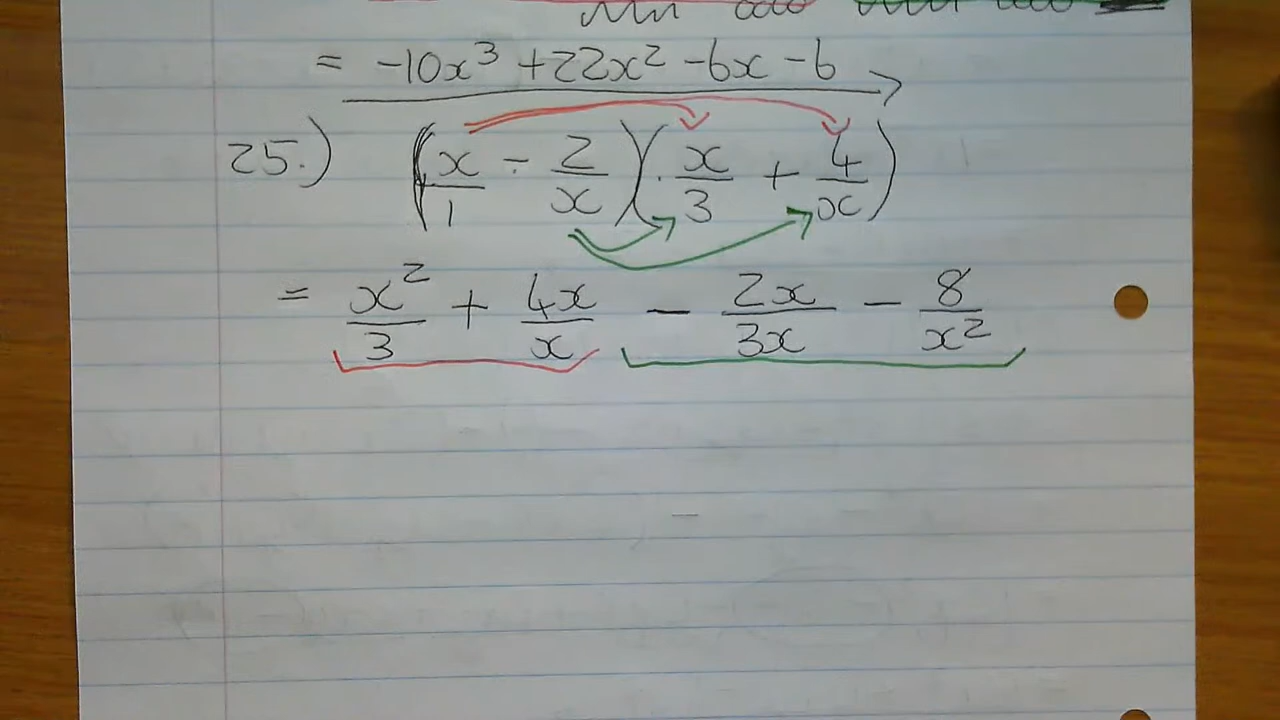 = -10x³ + 22x² - 6x - 6
25.) (x/1 - 2/x)(x/3 + 4/x)
= x²/3 + 4x/x - 2x/3x - 8/x²